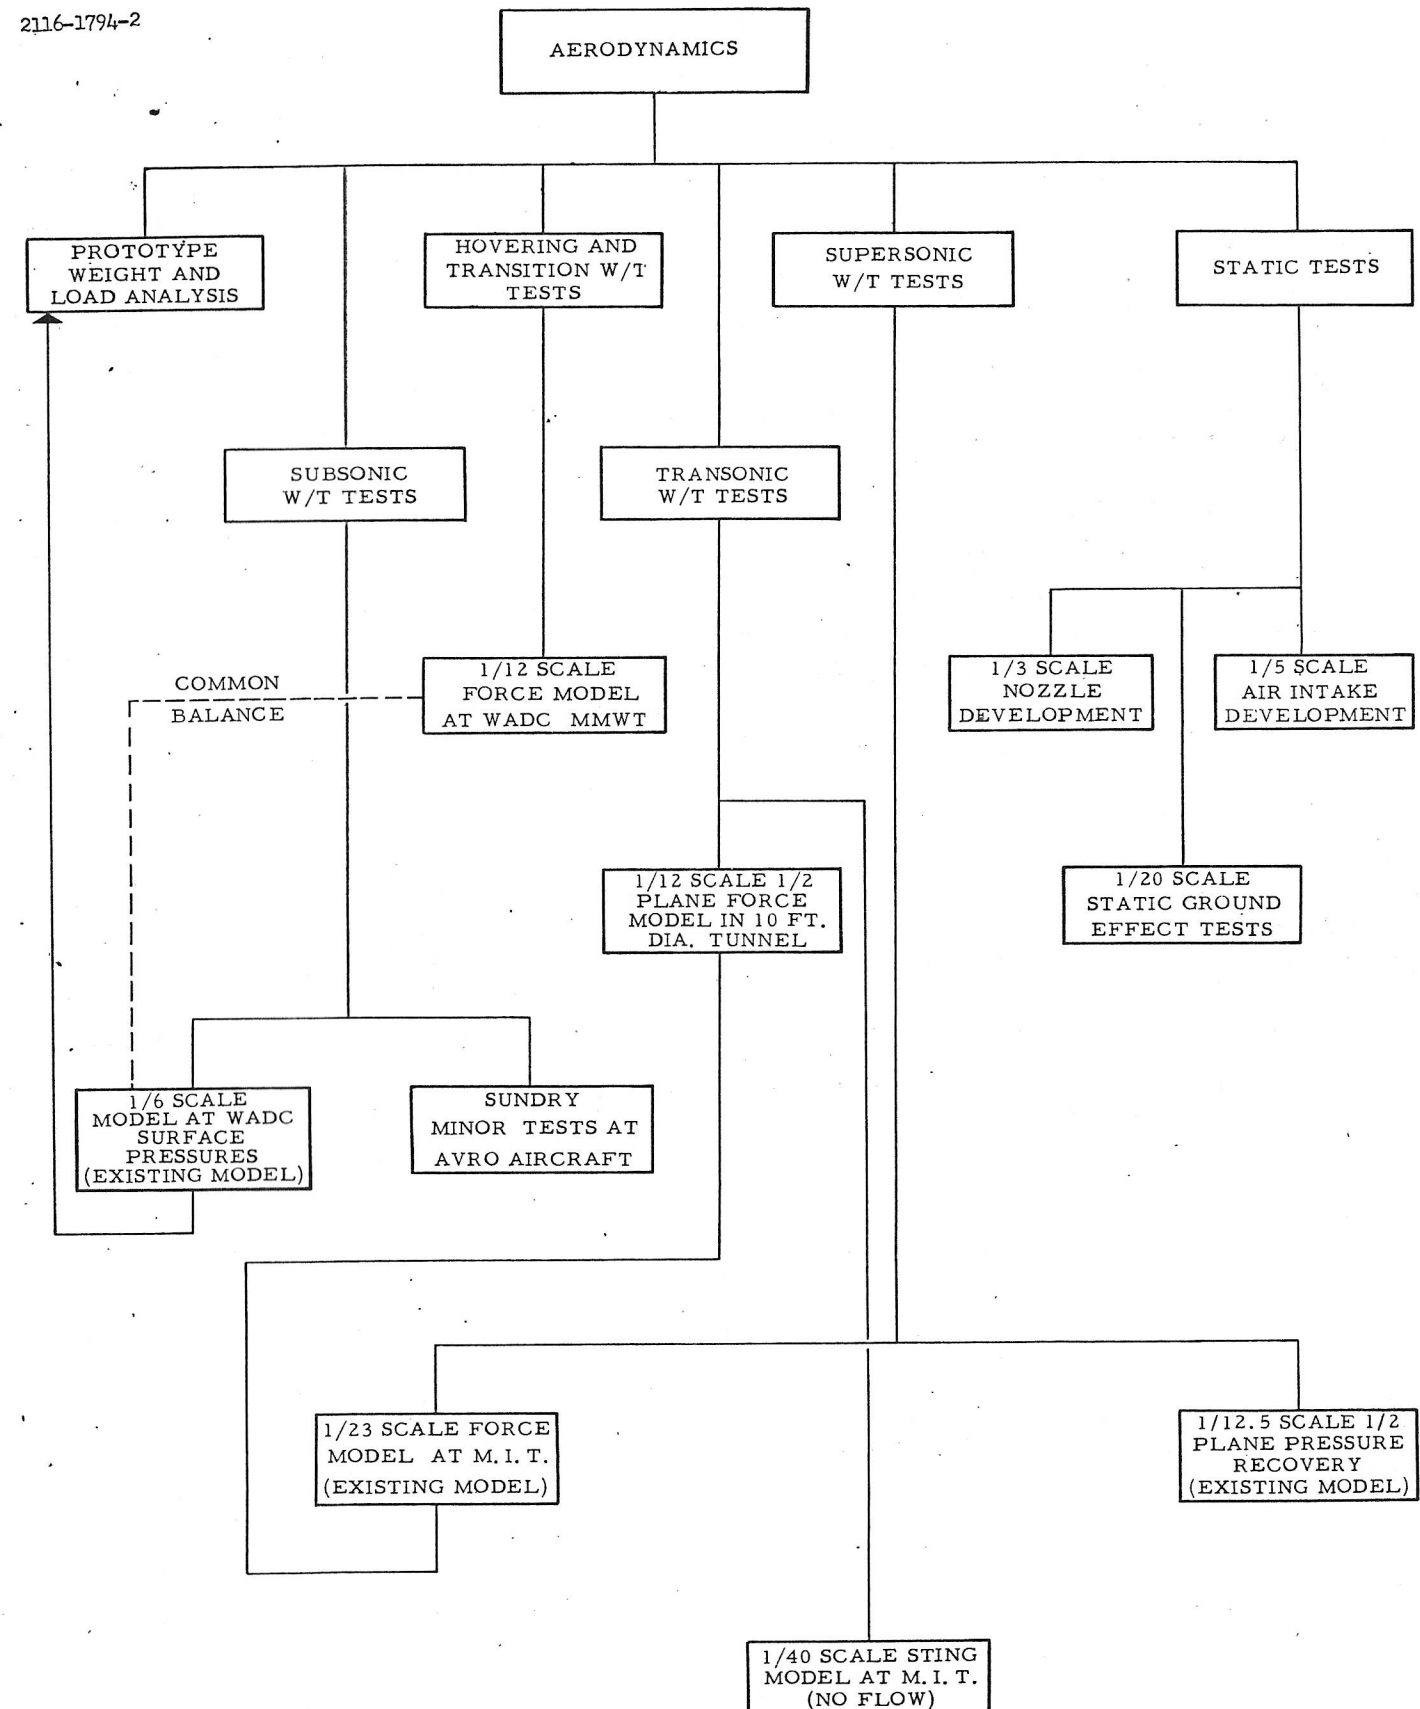 2116-1794-2
AERODYNAMICS
PROTOTYPE
WEIGHT AND
LOAD ANALYSIS
HOVERING AND
TRANSITION W/T
TESTS
SUPERSONIC
W/T TESTS
STATIC TESTS
SUBSONIC
W/T TESTS
TRANSONIC
W/T TESTS
COMMON
BALANCE
1/12 SCALE
FORCE MODEL
AT WADC MMWT
1/3 SCALE
NOZZLE
DEVELOPMENT
1/5 SCALE
AIR INTAKE
DEVELOPMENT
1/12 SCALE 1/2
PLANE FORCE
MODEL IN 10 FT.
DIA. TUNNEL
1/20 SCALE
STATIC GROUND
EFFECT TESTS
1/6 SCALE
MODEL AT WADC
SURFACE
PRESSURES
(EXISTING MODEL)
SUNDRY
MINOR TESTS AT
AVRO AIRCRAFT
1/23 SCALE FORCE
MODEL AT M.I.T.
(EXISTING MODEL)
1/12.5 SCALE 1/2
PLANE PRESSURE
RECOVERY
(EXISTING MODEL)
1/40 SCALE STING
MODEL AT M.I.T.
(NO FLOW)